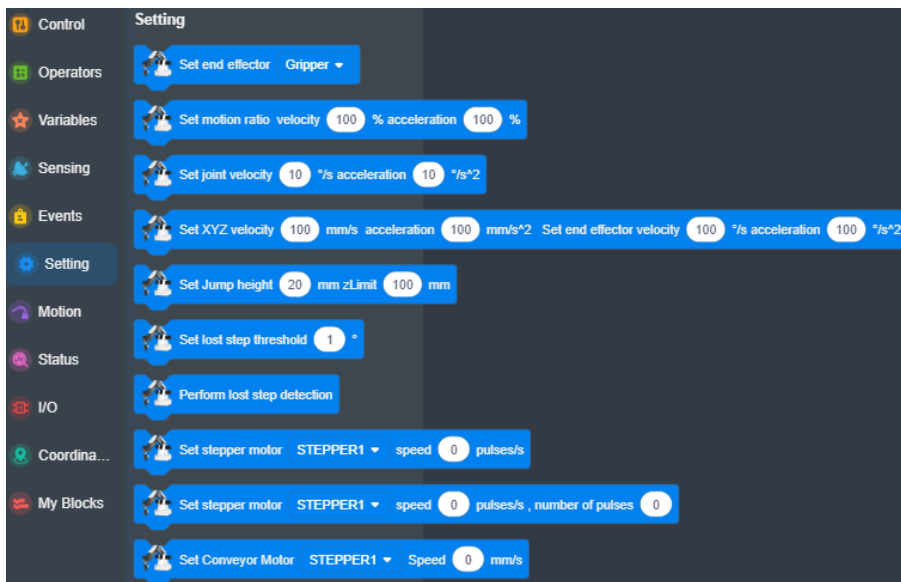 Control
Operators
Variables
Sensing
Events
Setting
Motion
Status
I/O
Coordina...
My Blocks
Setting
Set end effector Gripper
Set motion ratio velocity 100 % acceleration 100 %
Set joint velocity 10 °/s acceleration 10 °/s^2
Set XYZ velocity 100 mm/s acceleration 100 mm/s^2 Set end effector velocity 100 °/s acceleration 100 °/s^2
Set Jump height 20 mm zLimit 100 mm
Set lost step threshold 1 °
Perform lost step detection
Set stepper motor STEPPER1 speed 0 pulses/s
Set stepper motor STEPPER1 speed 0 pulses/s , number of pulses 0
Set Conveyor Motor STEPPER1 Speed 0 mm/s